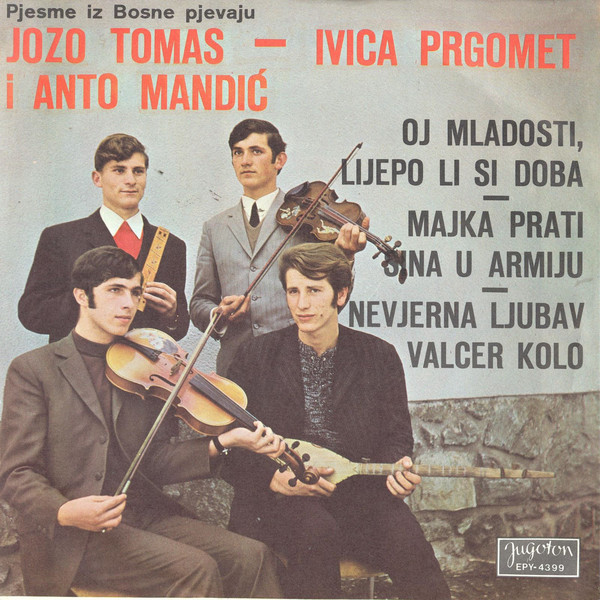 Pjesme iz Bosne pjevaju
JOZO TOMAS — IVICA PRGOMET
i ANTO MANDIĆ
OJ MLADOSTI,
LIJEPO LI SI DOBA
—
MAJKA PRATI
SINA U ARMIJU
—
NEVJERNA LJUBAV
VALCER KOLO
Jugoton
EPY-4399